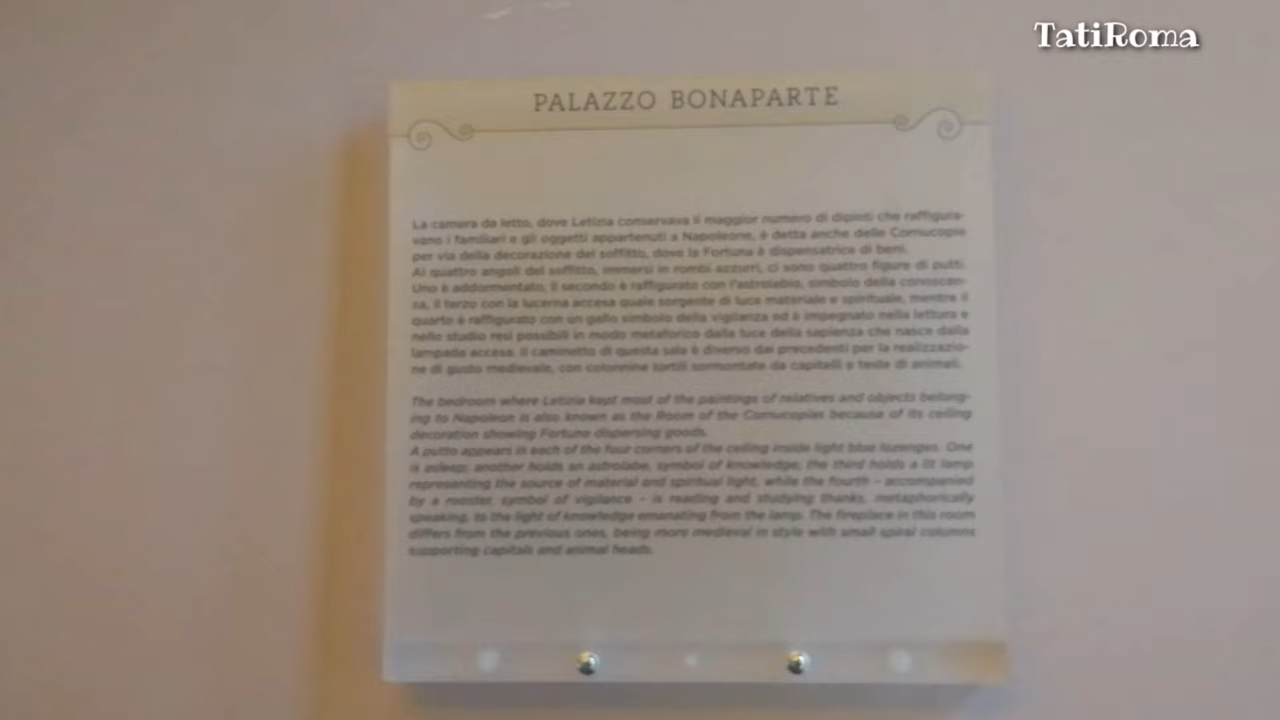 TatiRoma
PALAZZO BONAPARTE
La camera da letto, dove Letizia conservava il maggior numero di dipinti che raffigura-
vano i familiari e gli oggetti appartenuti a Napoleone, è detta anche delle Cornucopie
per via della decorazione del soffitto, dove la Fortuna è dispensatrice di beni.
Ai quattro angoli del soffitto, immersi in rombi azzurri, ci sono quattro figure di putti.
Uno è addormentato, il secondo è raffigurato con l'astrolabio, simbolo della conoscen-
za, il terzo con la lucerna accesa quale sorgente di luce materiale e spirituale, mentre il
quarto è raffigurato con un gallo simbolo della vigilanza ed è impegnato nella lettura e
nello studio resi possibili in modo metaforico dalla luce della sapienza che nasce dalla
lampada accesa. Il caminetto di questa sala è diverso dai precedenti per la realizzazio-
ne di gusto medievale, con colonnine tortili sormontate da capitelli e teste di animali.
The bedroom where Letizia kept most of the paintings of relatives and objects belong-
ing to Napoleon is also known as the Room of the Cornucopias because of its ceiling
decoration showing Fortune dispersing goods.
A putto appears in each of the four corners of the ceiling inside light blue lozenges. One
is asleep; another holds an astrolabe, symbol of knowledge; the third holds a lit lamp
representing the source of material and spiritual light, while the fourth – accompanied
by a rooster, symbol of vigilance – is reading and studying thanks, metaphorically
speaking, to the light of knowledge emanating from the lamp. The fireplace in this room
differs from the previous ones, being more medieval in style with small spiral columns
supporting capitals and animal heads.